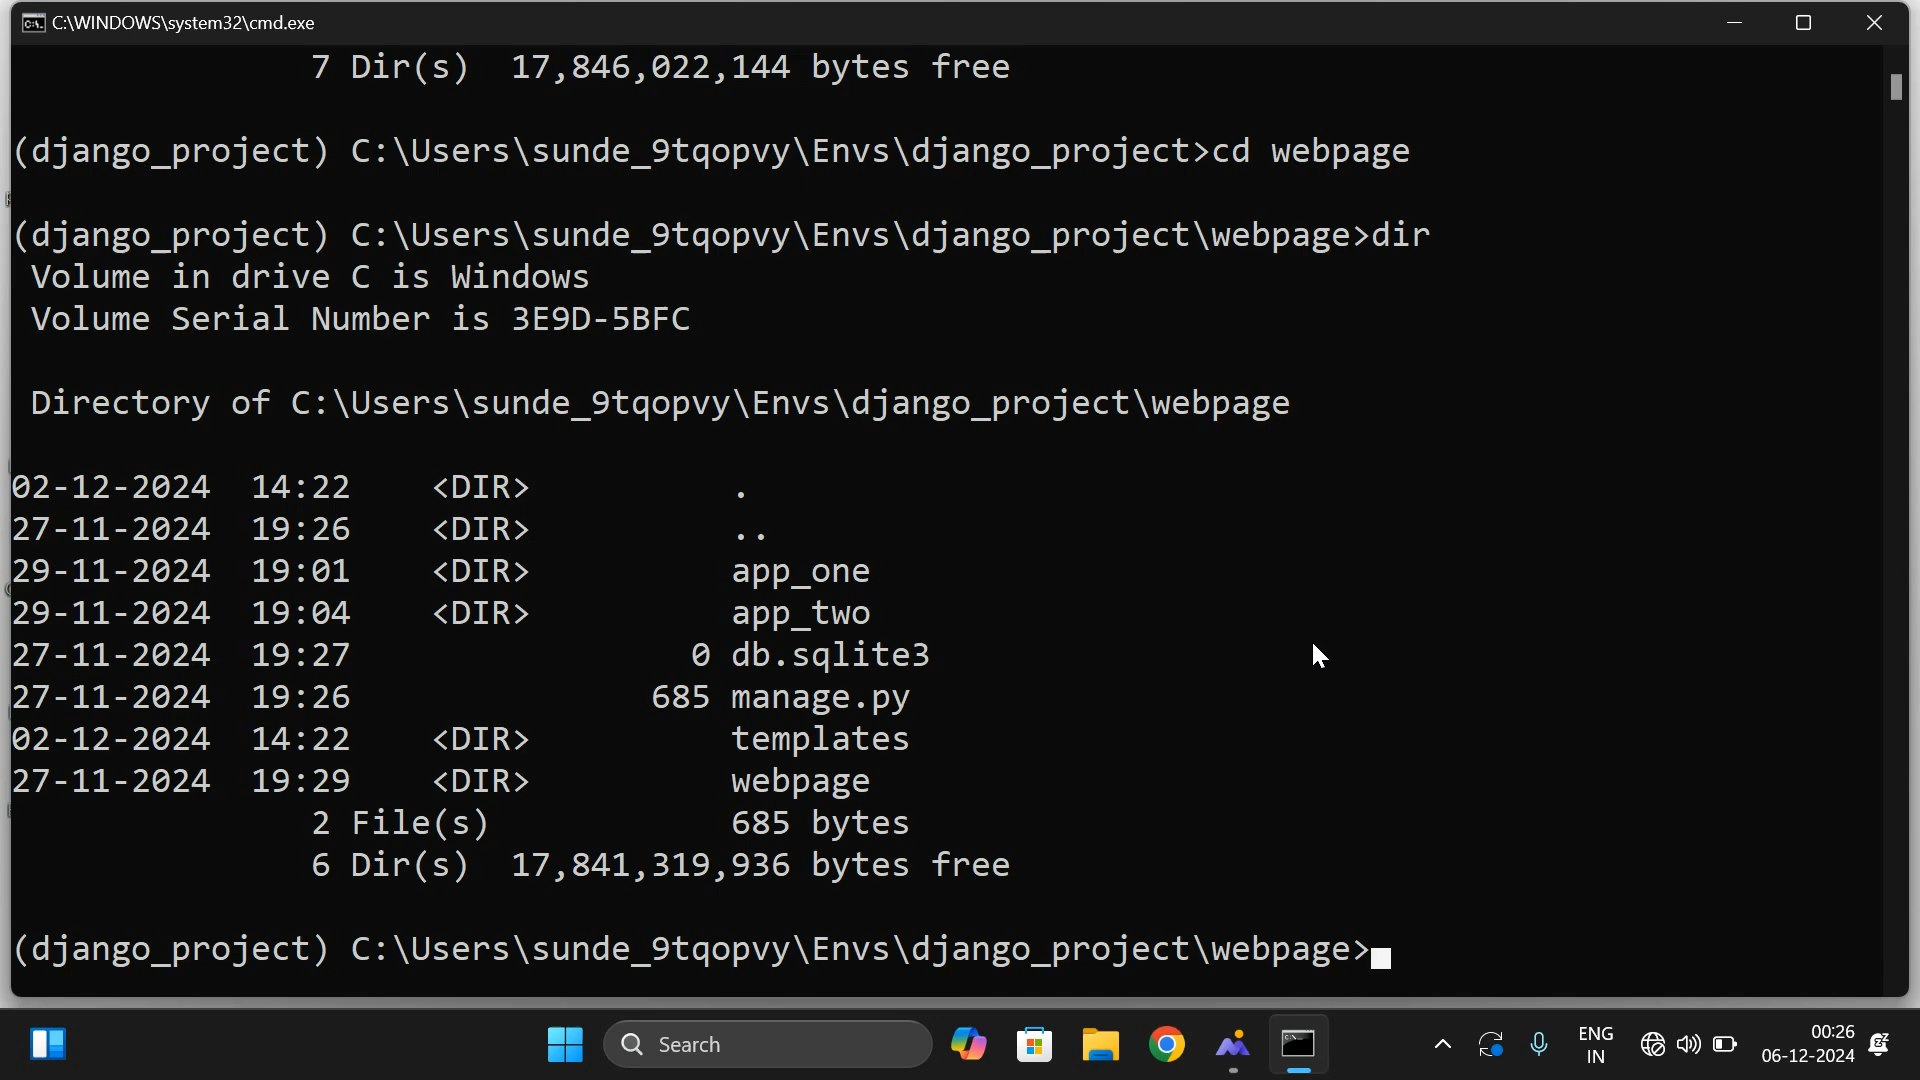 C:\WINDOWS\system32\cmd.exe
7 Dir(s)  17,846,022,144 bytes free
(django_project) C:\Users\sunde_9tqopvy\Envs\django_project>cd webpage
(django_project) C:\Users\sunde_9tqopvy\Envs\django_project\webpage>dir
Volume in drive C is Windows
Volume Serial Number is 3E9D-5BFC
Directory of C:\Users\sunde_9tqopvy\Envs\django_project\webpage
02-12-2024  14:22    <DIR>          .
27-11-2024  19:26    <DIR>          ..
29-11-2024  19:01    <DIR>          app_one
29-11-2024  19:04    <DIR>          app_two
27-11-2024  19:27                 0 db.sqlite3
27-11-2024  19:26               685 manage.py
02-12-2024  14:22    <DIR>          templates
27-11-2024  19:29    <DIR>          webpage
2 File(s)            685 bytes
6 Dir(s)  17,841,319,936 bytes free
(django_project) C:\Users\sunde_9tqopvy\Envs\django_project\webpage>
Search
ENG
IN
00:26
06-12-2024